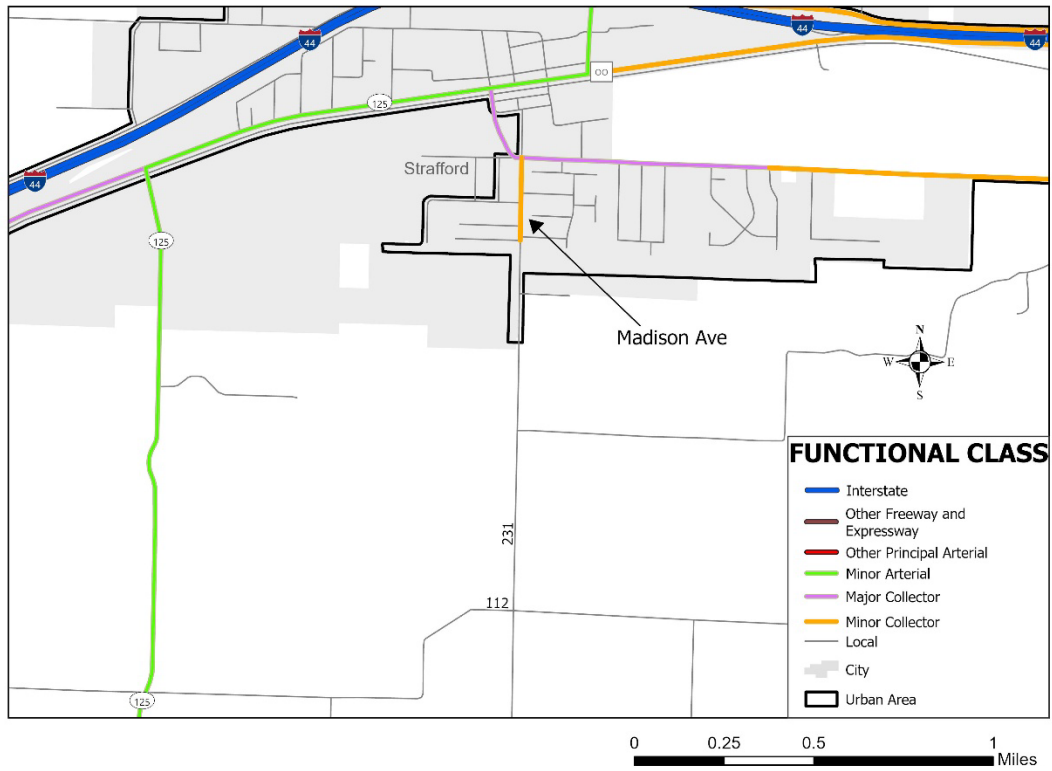 44
44
44
OO
125
Strafford
44
125
Madison Ave
N
W
E
S
FUNCTIONAL CLASS
Interstate
Other Freeway and
Expressway
Other Principal Arterial
Minor Arterial
Major Collector
Minor Collector
Local
City
Urban Area
231
112
125
0
0.25
0.5
1
Miles